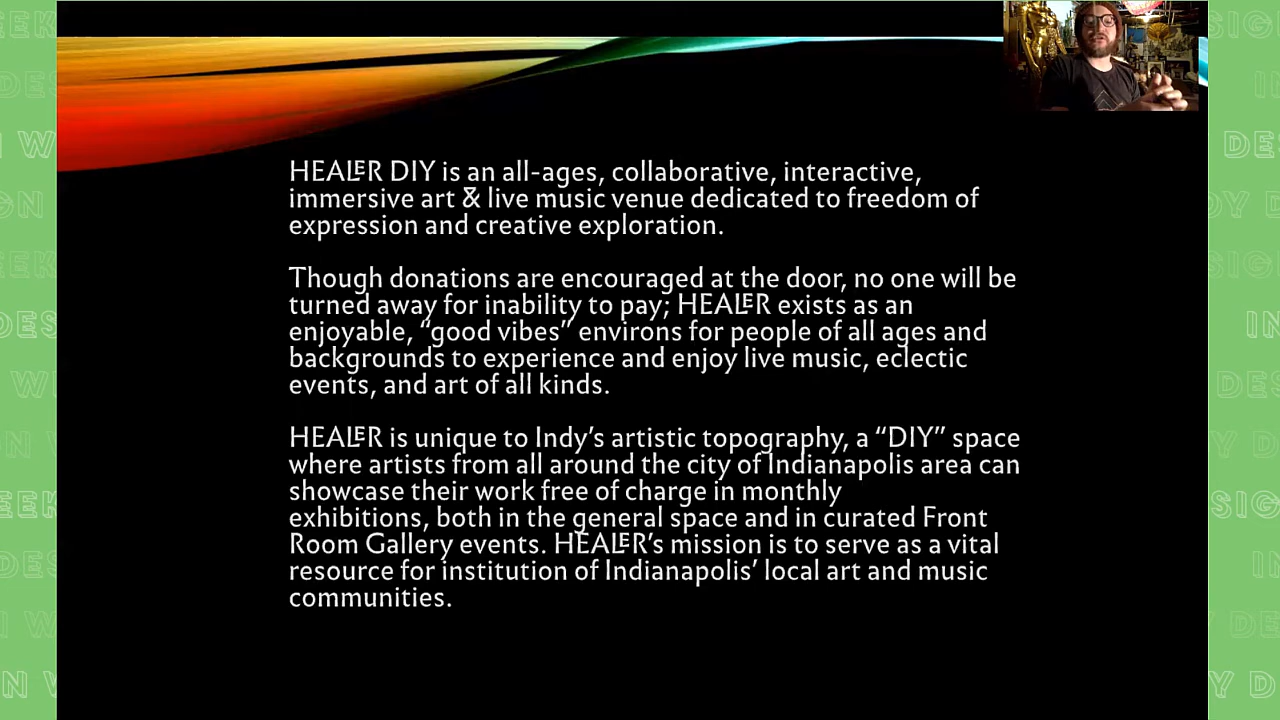 HEALER DIY is an all-ages, collaborative, interactive,
immersive art & live music venue dedicated to freedom of
expression and creative exploration.
Though donations are encouraged at the door, no one will be
turned away for inability to pay; HEALER exists as an
enjoyable, “good vibes” environs for people of all ages and
backgrounds to experience and enjoy live music, eclectic
events, and art of all kinds.
HEALER is unique to Indy’s artistic topography, a “DIY” space
where artists from all around the city of Indianapolis area can
showcase their work free of charge in monthly
exhibitions, both in the general space and in curated Front
Room Gallery events. HEALER’s mission is to serve as a vital
resource for institution of Indianapolis’ local art and music
communities.